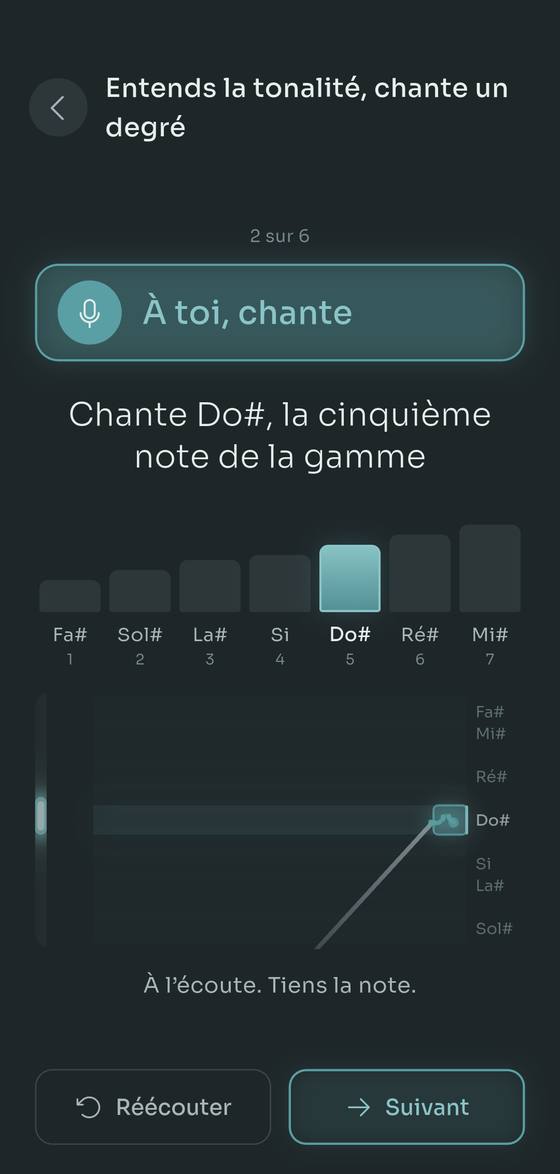 Entends la tonalité, chante un
degré
2 sur 6
À toi, chante
Chante Do#, la cinquième
note de la gamme
Fa# Sol# La# Si Do# Ré# Mi#
1 2 3 4 5 6 7
Fa#
Mi#
Ré#
Do#
Si
La#
Sol#
À l’écoute. Tiens la note.
Réécouter Suivant